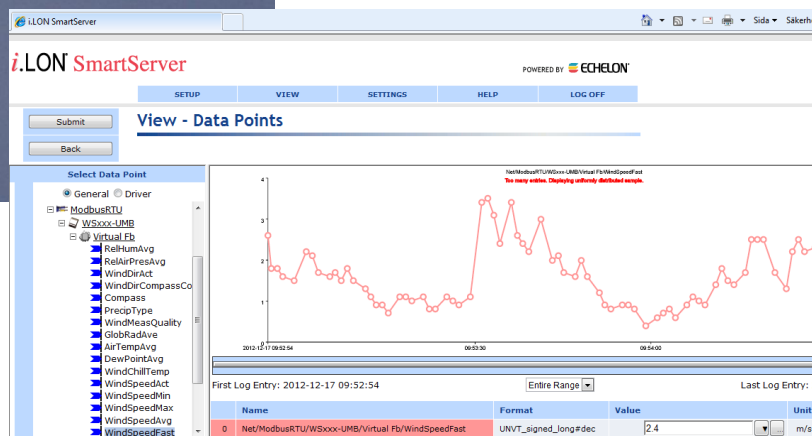 i.LON SmartServer
Sida
Säkerh
i.LON SmartServer
POWERED BY ECHELON
SETUP VIEW SETTINGS HELP LOG OFF
Submit
View - Data Points
Back
Select Data Point
General Driver
ModbusRTU
WSxxx-UMB
Virtual Fb
RelHumAvg
RelAirPresAvg
WindDirAct
WindDirCompassCo
Compass
PrecipType
WindMeasQuality
GlobRadAve
AirTempAvg
DewPointAvg
WindChillTemp
WindSpeedAct
WindSpeedMin
WindSpeedMax
WindSpeedAvg
WindSpeedFast
Net/ModbusRTU/WSxxx-UMB/Virtual Fb/WindSpeedFast
Too many entries. Displaying uniformly distributed sample.
4
3
2
1
0
2012-12-17 09:52:54 09:53:30 09:54:00
First Log Entry: 2012-12-17 09:52:54 Entire Range Last Log Entry:
Name Format Value Unit
0 Net/ModbusRTU/WSxxx-UMB/Virtual Fb/WindSpeedFast UNVT_signed_long#dec 2.4 ... m/s